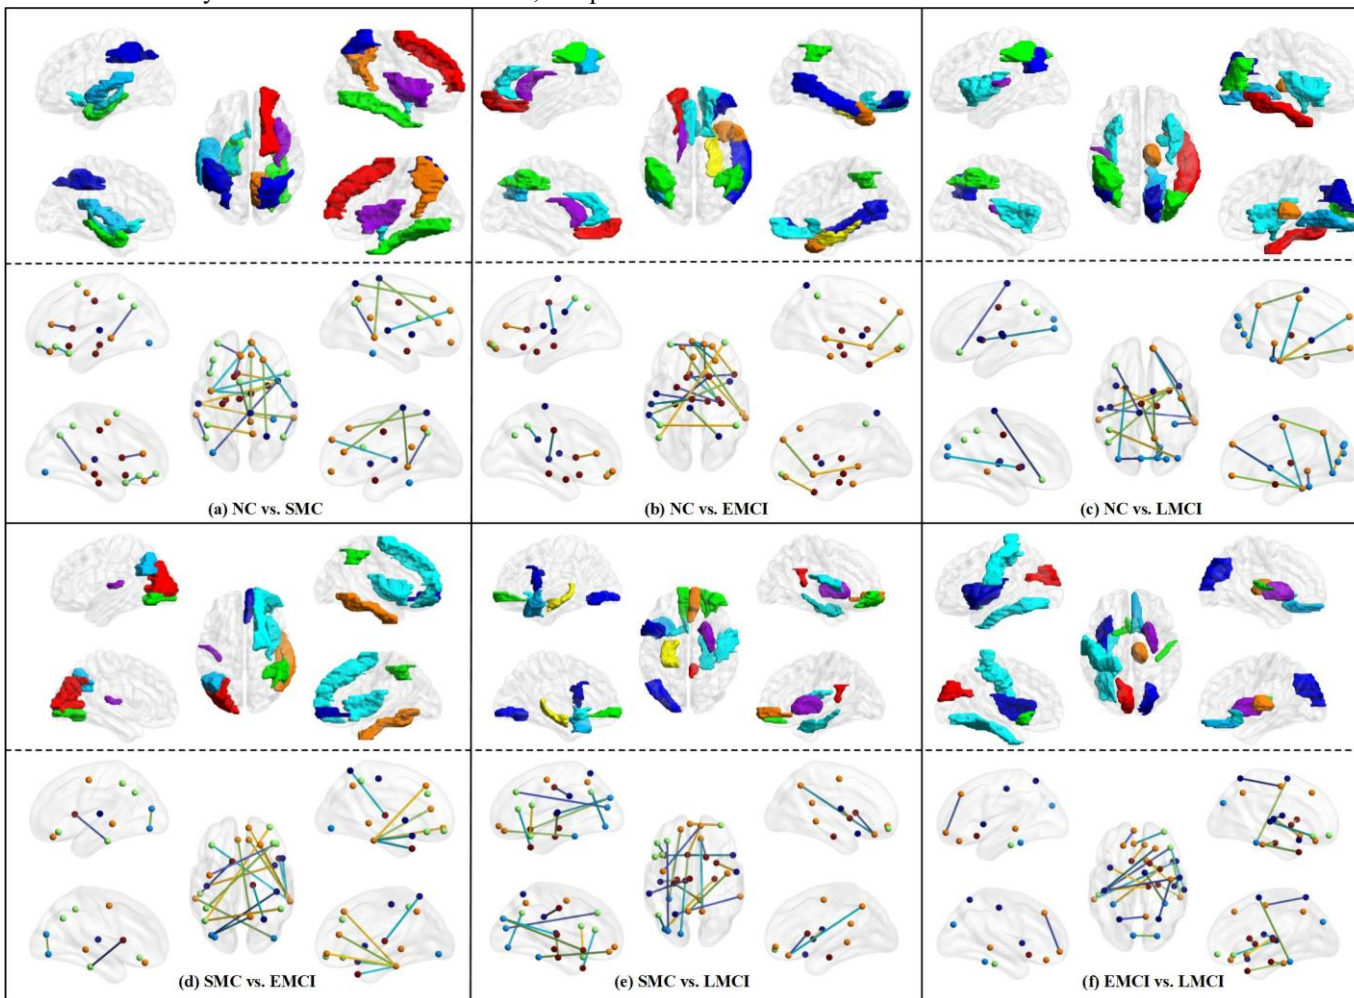 (a) NC vs. SMC
(b) NC vs. EMCI
(c) NC vs. LMCI
(d) SMC vs. EMCI
(e) SMC vs. LMCI
(f) EMCI vs. LMCI